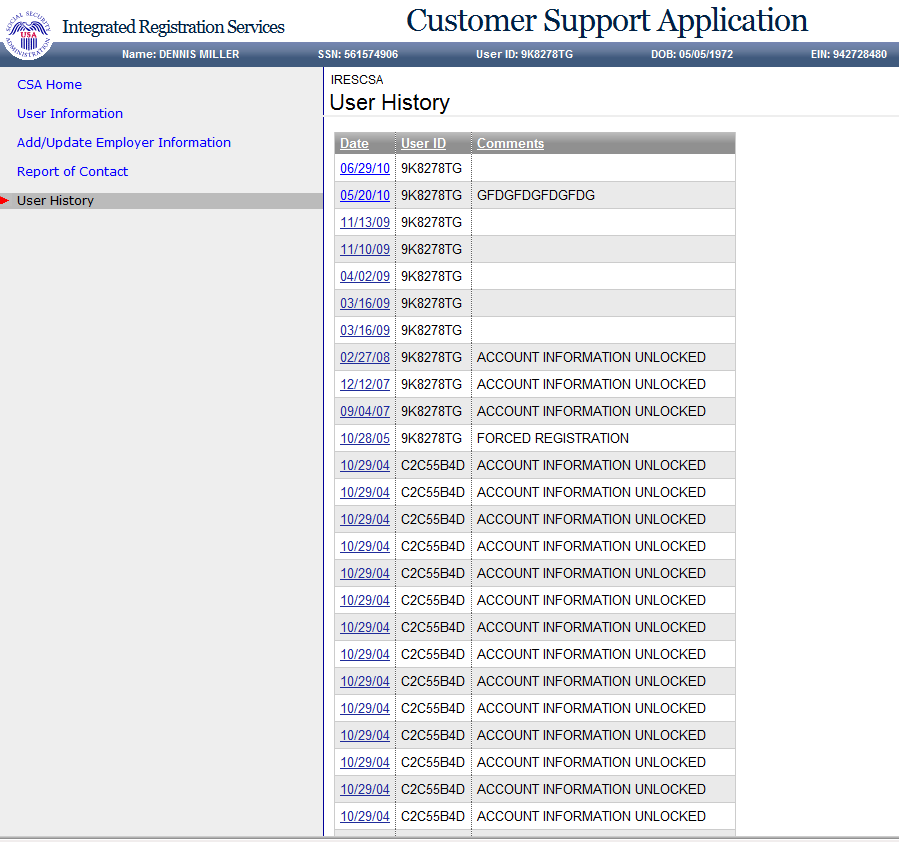 SOCIAL SECURITY ADMINISTRATION
USA
Integrated Registration Services
Customer Support Application
Name: DENNIS MILLER SSN: 561574906 User ID: 9K8278TG DOB: 05/05/1972 EIN: 942728480
CSA Home
User Information
Add/Update Employer Information
Report of Contact
User History
IRESCSA
User History
Date User ID Comments
06/29/10 9K8278TG
05/20/10 9K8278TG GFDGFDGFDGFDG
11/13/09 9K8278TG
11/10/09 9K8278TG
04/02/09 9K8278TG
03/16/09 9K8278TG
03/16/09 9K8278TG
02/27/08 9K8278TG ACCOUNT INFORMATION UNLOCKED
12/12/07 9K8278TG ACCOUNT INFORMATION UNLOCKED
09/04/07 9K8278TG ACCOUNT INFORMATION UNLOCKED
10/28/05 9K8278TG FORCED REGISTRATION
10/29/04 C2C55B4D ACCOUNT INFORMATION UNLOCKED
10/29/04 C2C55B4D ACCOUNT INFORMATION UNLOCKED
10/29/04 C2C55B4D ACCOUNT INFORMATION UNLOCKED
10/29/04 C2C55B4D ACCOUNT INFORMATION UNLOCKED
10/29/04 C2C55B4D ACCOUNT INFORMATION UNLOCKED
10/29/04 C2C55B4D ACCOUNT INFORMATION UNLOCKED
10/29/04 C2C55B4D ACCOUNT INFORMATION UNLOCKED
10/29/04 C2C55B4D ACCOUNT INFORMATION UNLOCKED
10/29/04 C2C55B4D ACCOUNT INFORMATION UNLOCKED
10/29/04 C2C55B4D ACCOUNT INFORMATION UNLOCKED
10/29/04 C2C55B4D ACCOUNT INFORMATION UNLOCKED
10/29/04 C2C55B4D ACCOUNT INFORMATION UNLOCKED
10/29/04 C2C55B4D ACCOUNT INFORMATION UNLOCKED
10/29/04 C2C55B4D ACCOUNT INFORMATION UNLOCKED